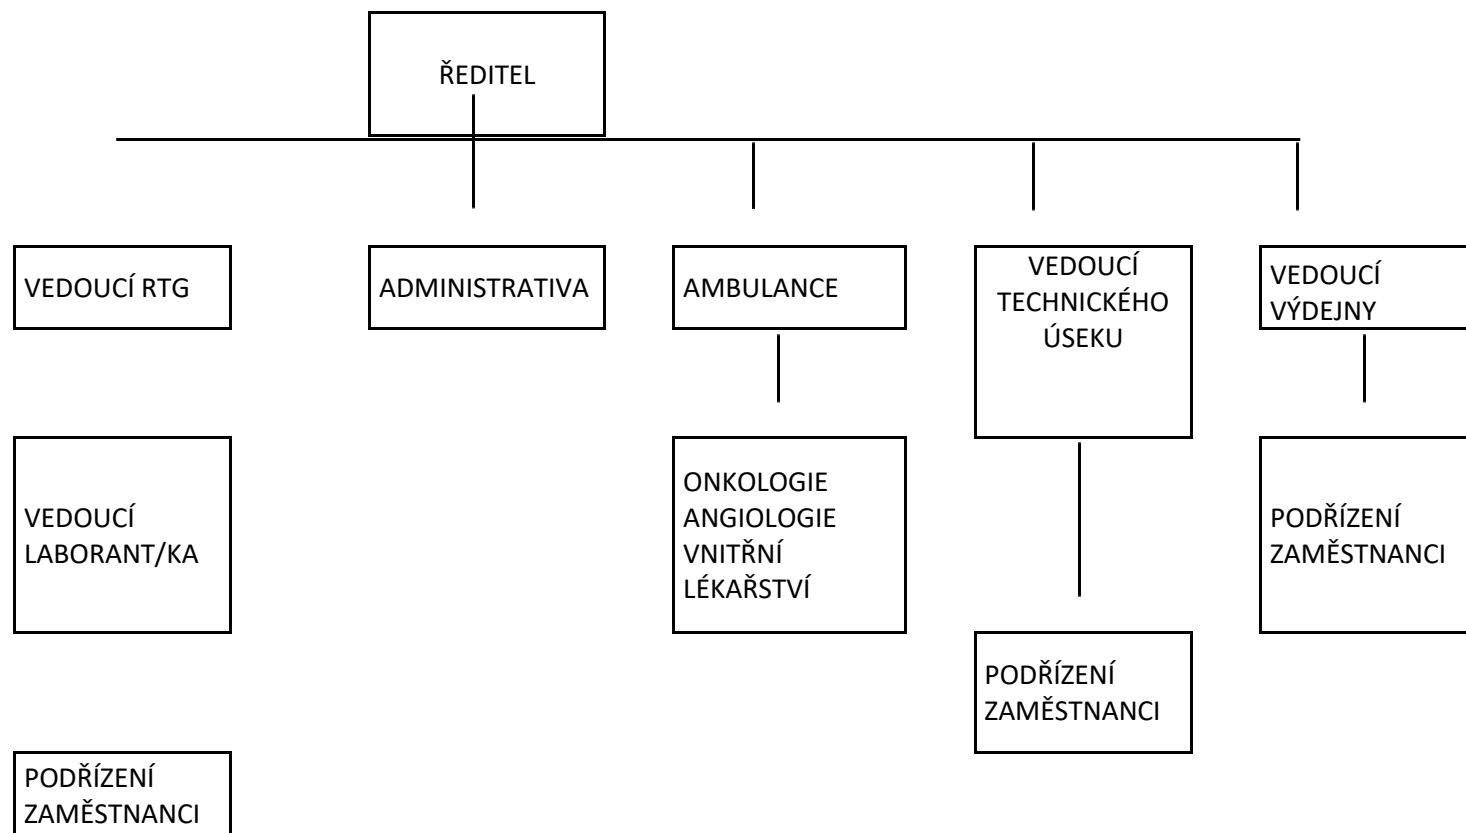 ŘEDITEL
VEDOUCÍ RTG
ADMINISTRATIVA
AMBULANCE
VEDOUCÍ
TECHNICKÉHO
ÚSEKU
VEDOUCÍ
VÝDEJNY
VEDOUCÍ
LABORANT/KA
ONKOLOGIE
ANGIOLOGIE
VNITŘNÍ
LÉKAŘSTVÍ
PODŘÍZENÍ
ZAMĚSTNANCI
PODŘÍZENÍ
ZAMĚSTNANCI
PODŘÍZENÍ
ZAMĚSTNANCI